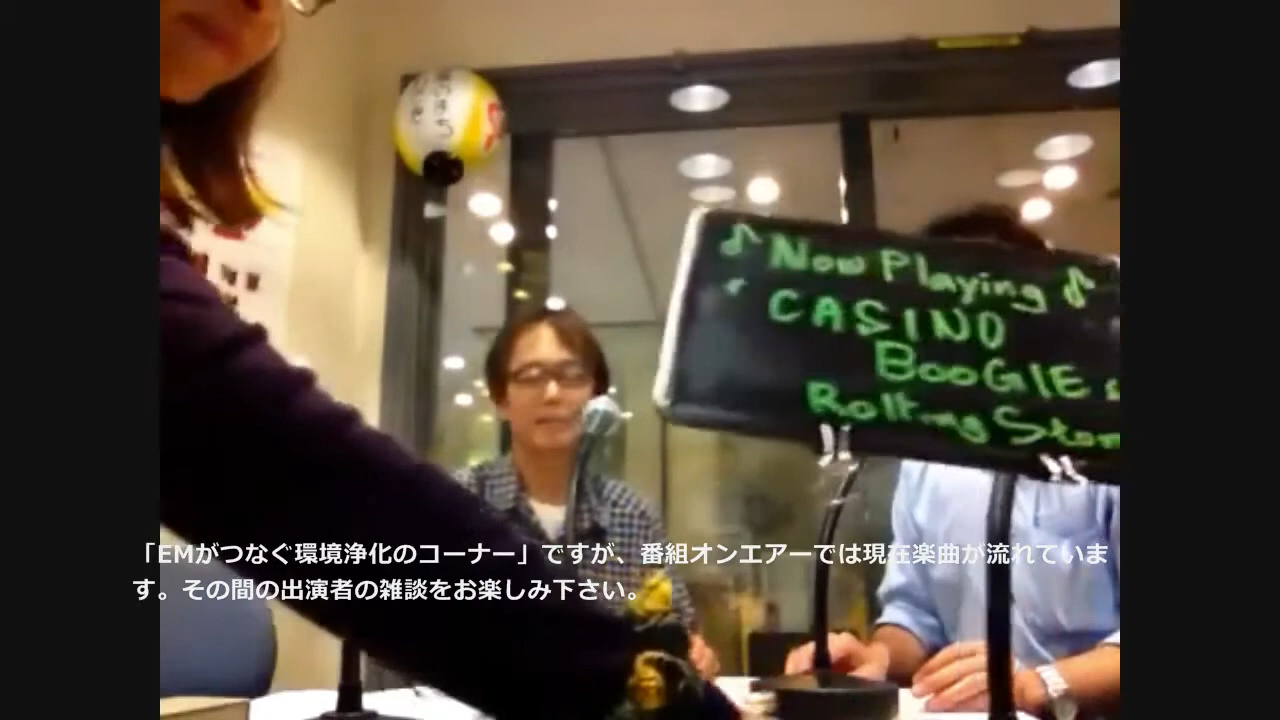 ♪ Now Playing ♪
CASINO
BOOGIE
Rolling Ston
「EMがつなぐ環境浄化のコーナー」ですが、番組オンエアーでは現在楽曲が流れていま
す。その間の出演者の雑談をお楽しみ下さい。